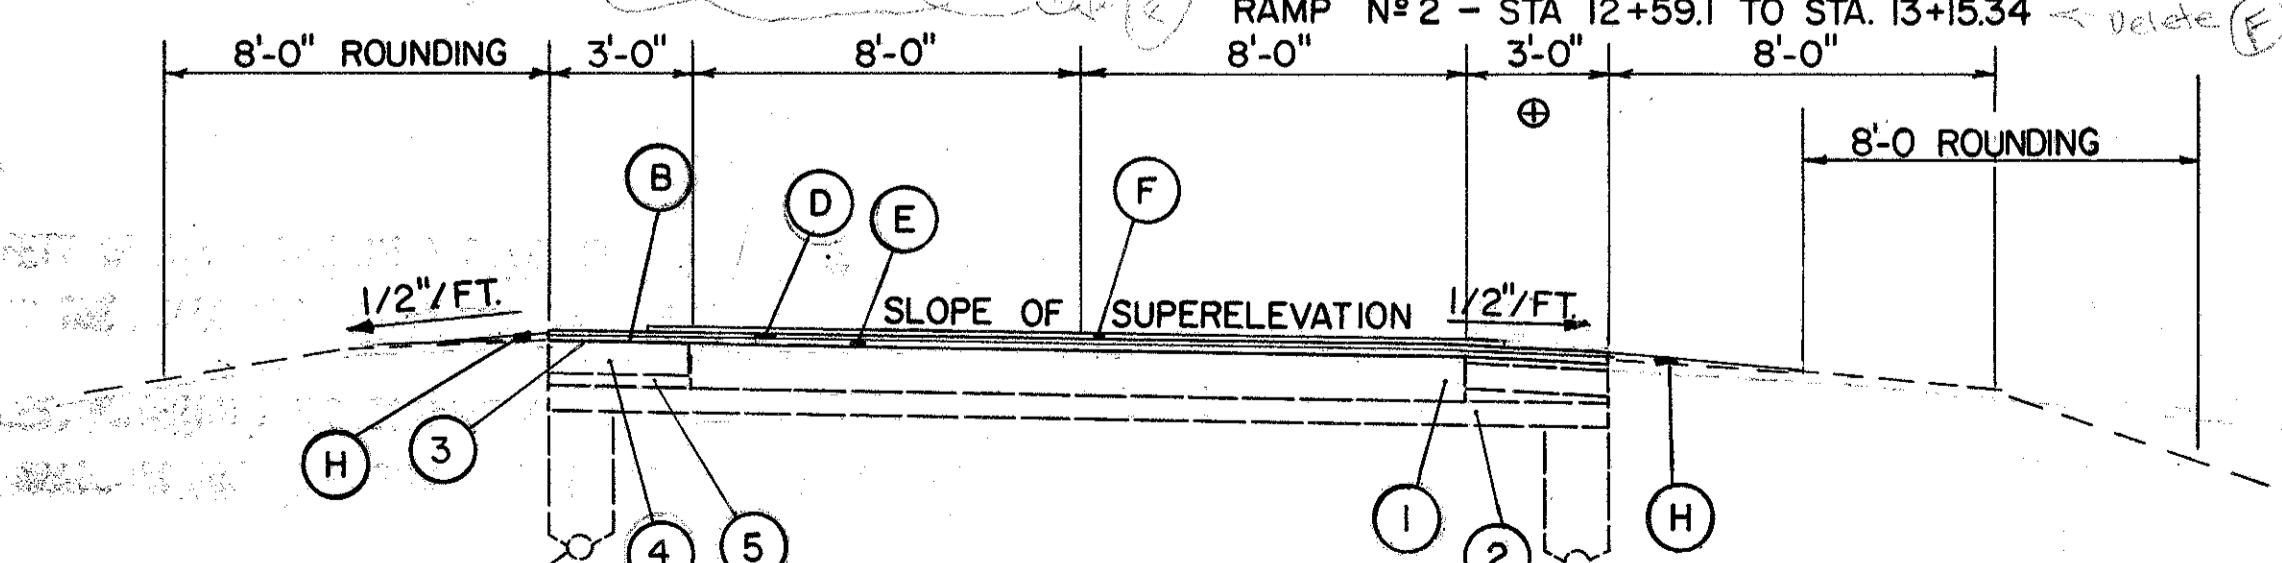 RAMP Nº 2 - STA 12+59.1 TO STA. 13+15.34 < Delete (F)
8'-0" ROUNDING 3'-0" 8'-0" 8'-0" 3'-0" 8'-0"
8'-0 ROUNDING
B D E F
1/2"/FT. SLOPE OF SUPERELEVATION 1/2"/FT.
H 3 4 5 1 2 H